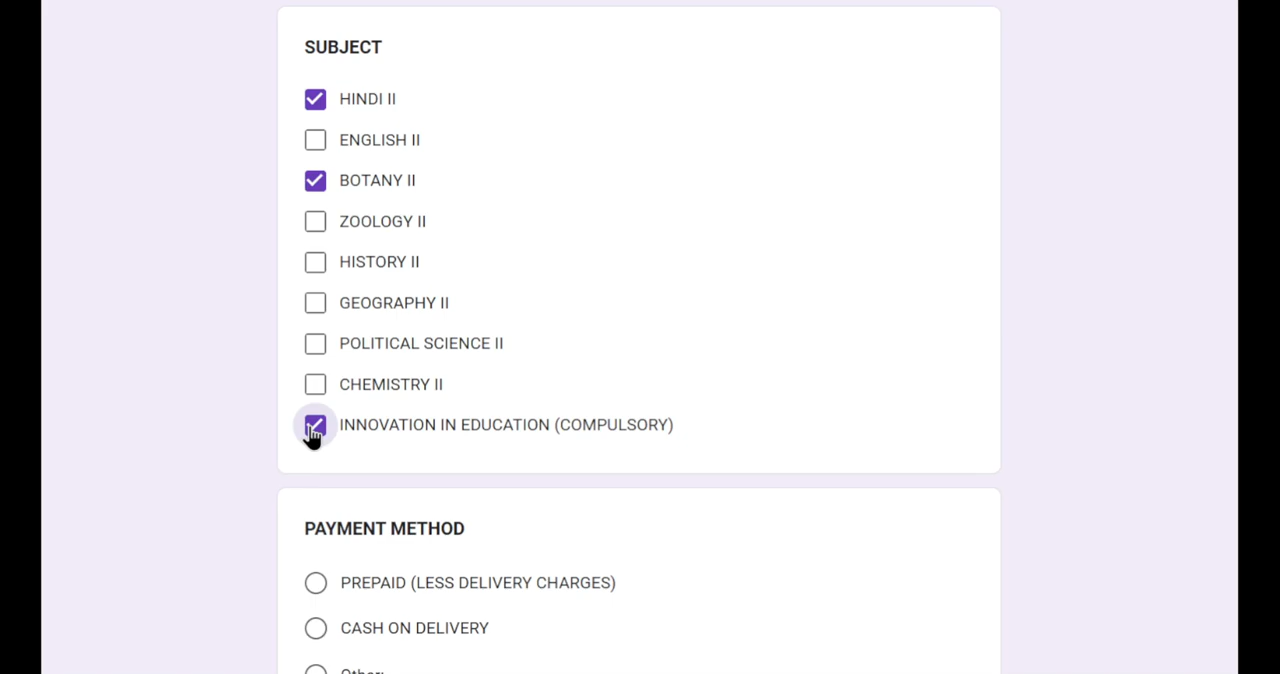 SUBJECT
HINDI II
ENGLISH II
BOTANY II
ZOOLOGY II
HISTORY II
GEOGRAPHY II
POLITICAL SCIENCE II
CHEMISTRY II
INNOVATION IN EDUCATION (COMPULSORY)
PAYMENT METHOD
PREPAID (LESS DELIVERY CHARGES)
CASH ON DELIVERY
Other: